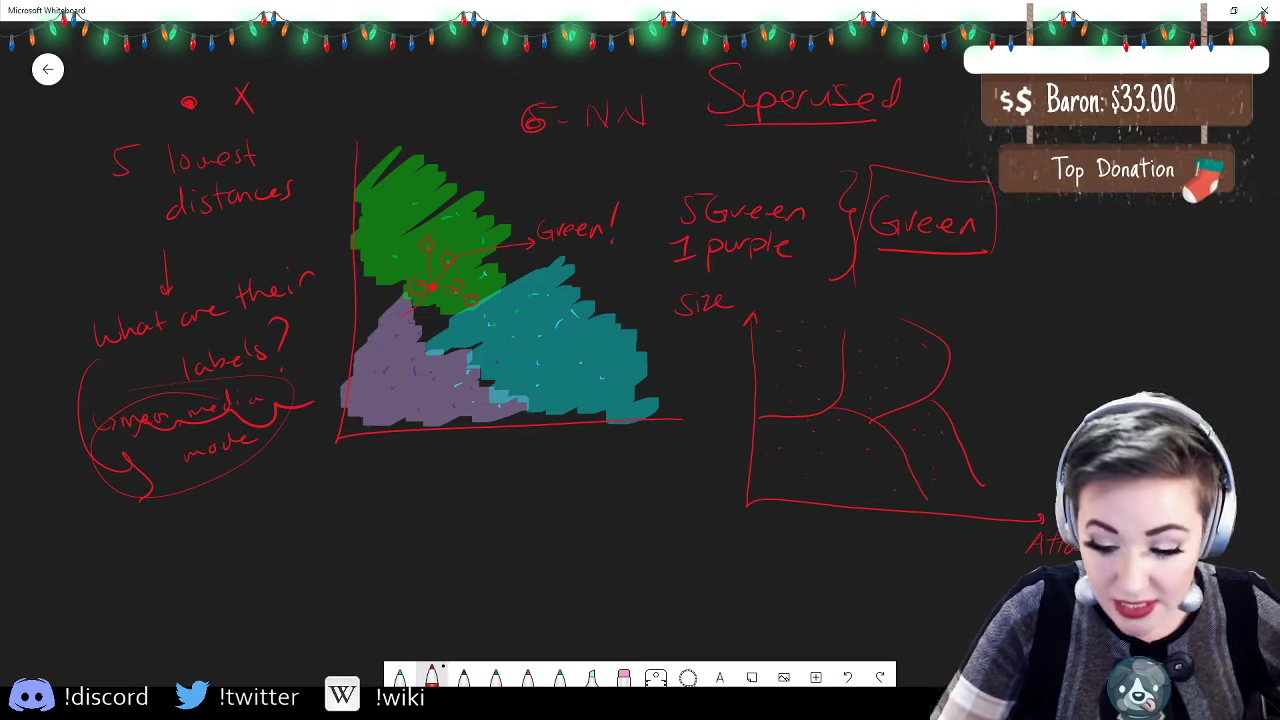 Microsoft Whiteboard
X
Supervised
6-NN
$$ Baron: $33.00
Top Donation
5 lowest
distances
Green!
5 Green
1 purple
Green
size
What are their
labels?
mode
!discord
!twitter
W !wiki
A